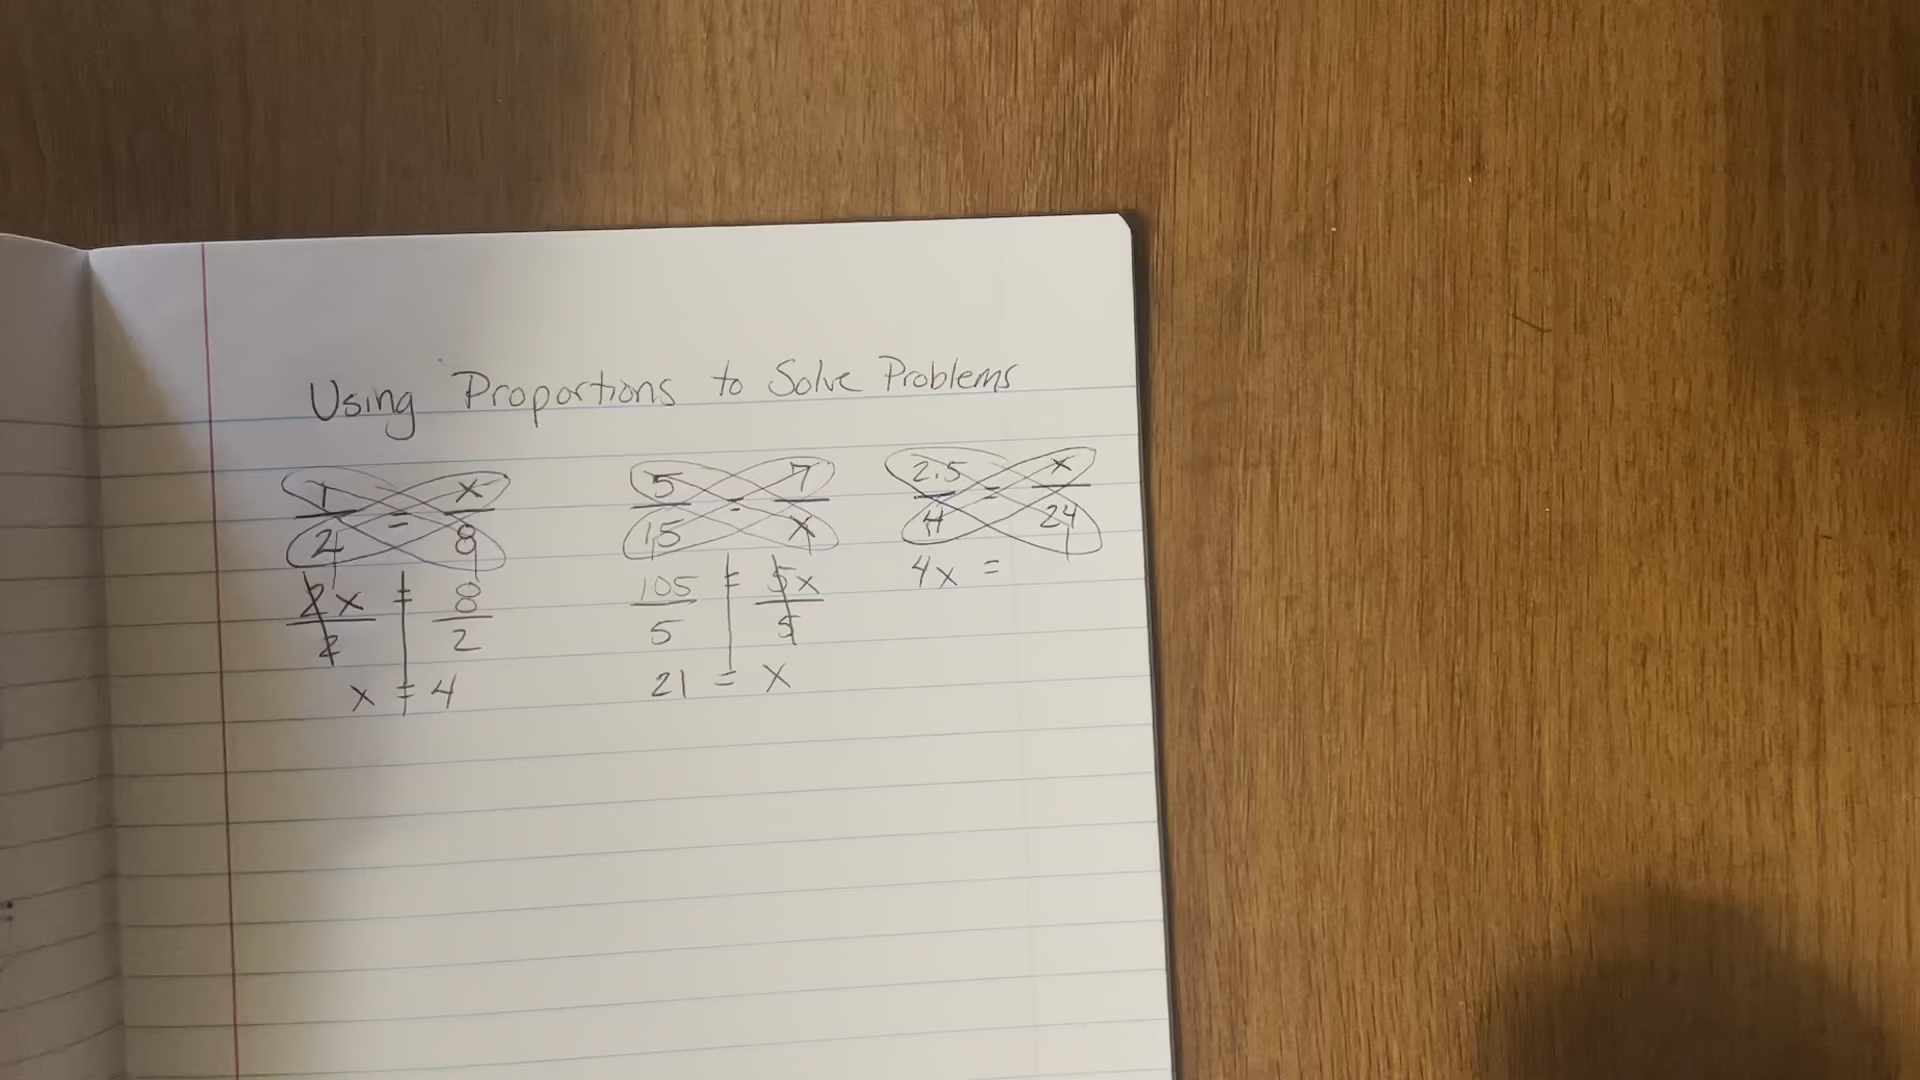 Using Proportions to Solve Problems
1/2 = x/8
2x/2 = 8/2
x = 4
5/15 = 7/x
105/5 = 5x/5
21 = x
2.5/4 = x/24
4x =